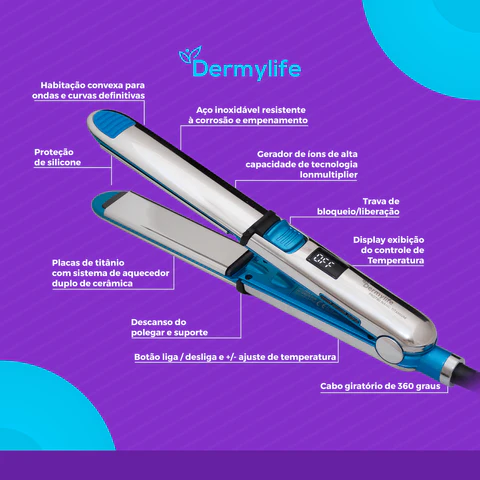 Dermylife
Habitação convexa para
ondas e curvas definitivas
Aço inoxidável resistente
à corrosão e empenamento
Proteção
de silicone
Gerador de íons de alta
capacidade de tecnologia
Ionmultiplier
Trava de
bloqueio/liberação
Display exibição
do controle de
Temperatura
OFF
Dermylife
Placas de titânio
com sistema de aquecedor
duplo de cerâmica
Descanso do
polegar e suporte
Botão liga / desliga e +/- ajuste de temperatura
Cabo giratório de 360 graus